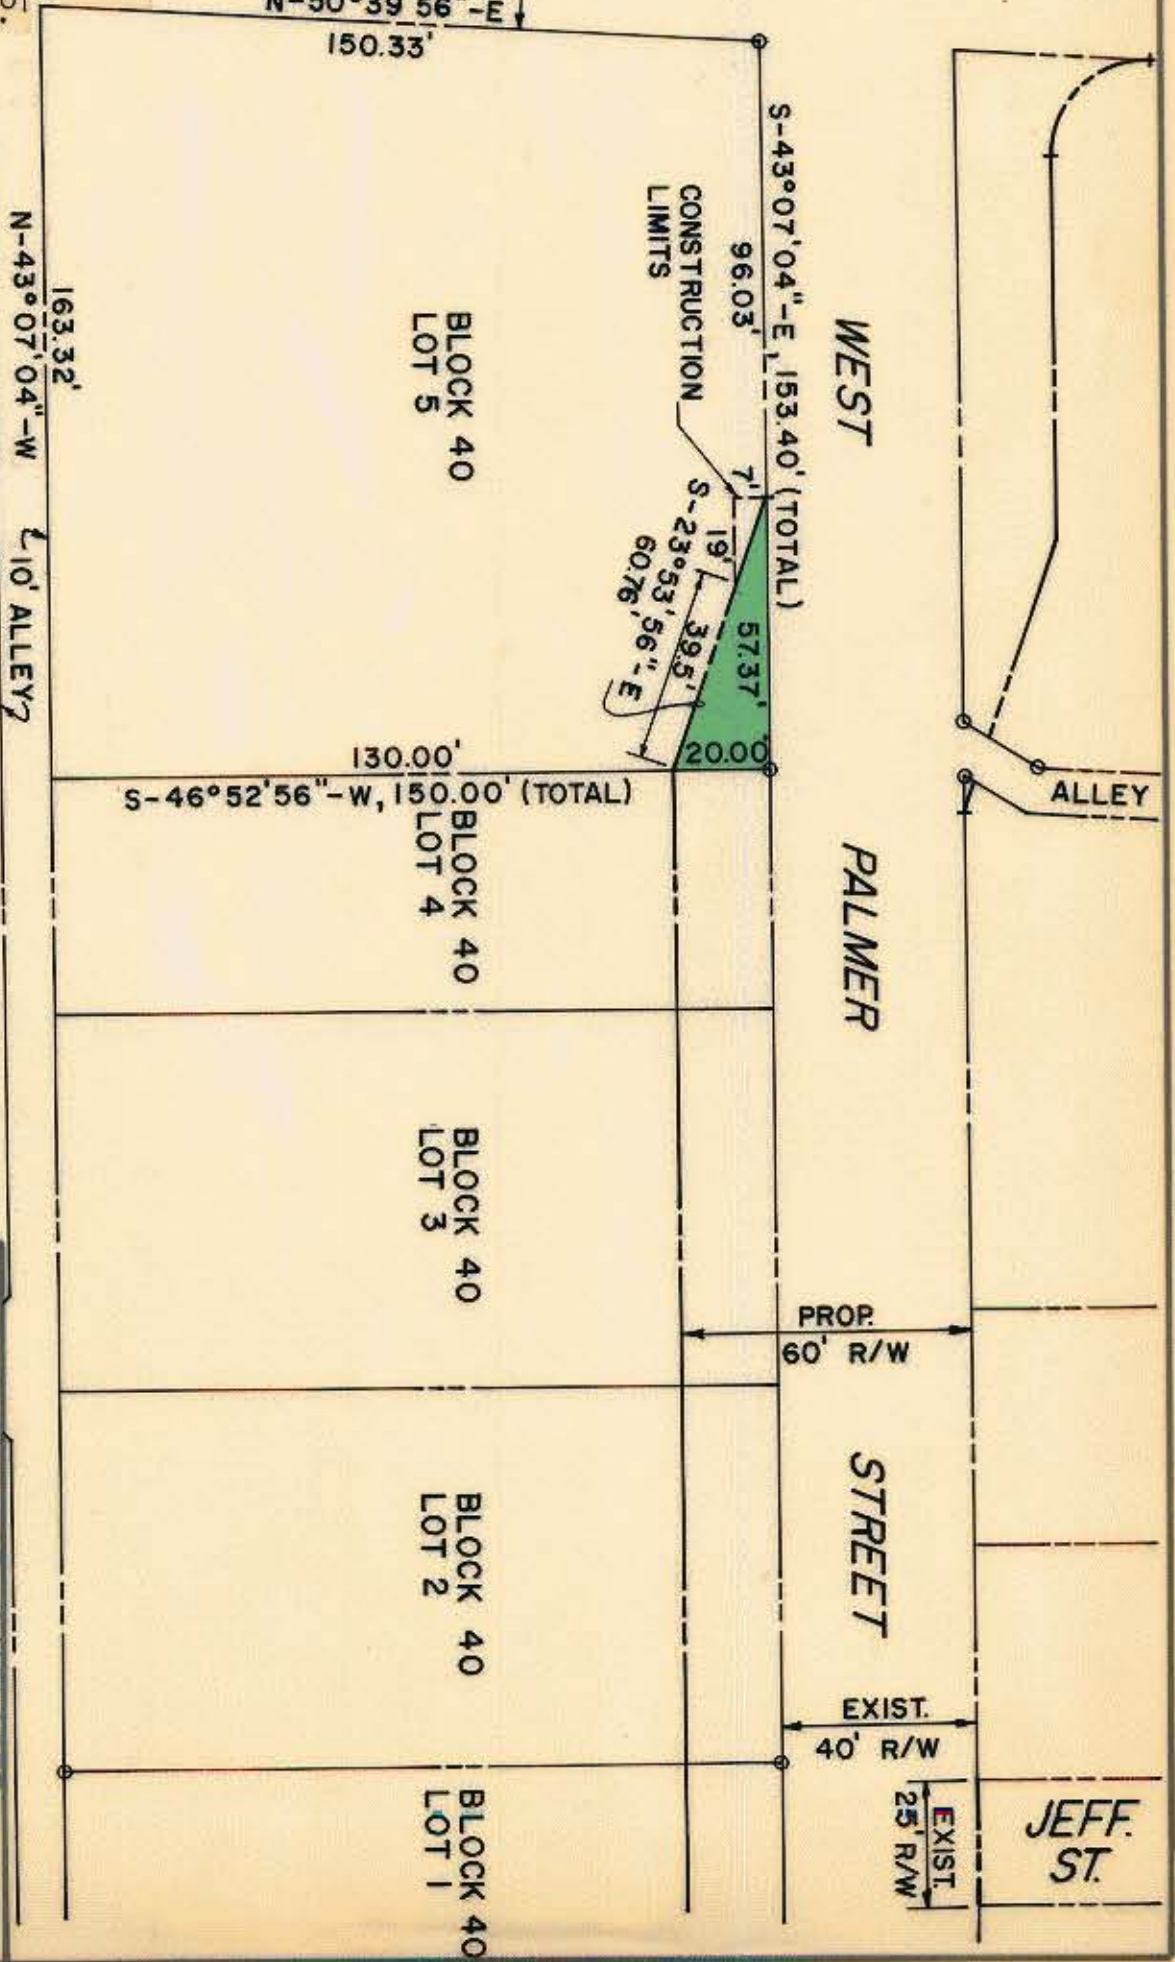 N-50°39'56"-E
150.33'
S-43°07'04"-E, 153.40' (TOTAL)
96.03'
CONSTRUCTION
LIMITS
WEST
PALMER
STREET
163.32'
N-43°07'04"-W
10' ALLEY
BLOCK 40
LOT 5
7'
19'
S-23°53'56"-E
60.76'
39.5'
57.37'
20.00'
130.00'
S-46°52'56"-W, 150.00' (TOTAL)
ALLEY
BLOCK 40
LOT 4
BLOCK 40
LOT 3
PROP.
60' R/W
BLOCK 40
LOT 2
EXIST.
40' R/W
EXIST.
25' R/W
JEFF.
ST.
BLOCK 40
LOT 1